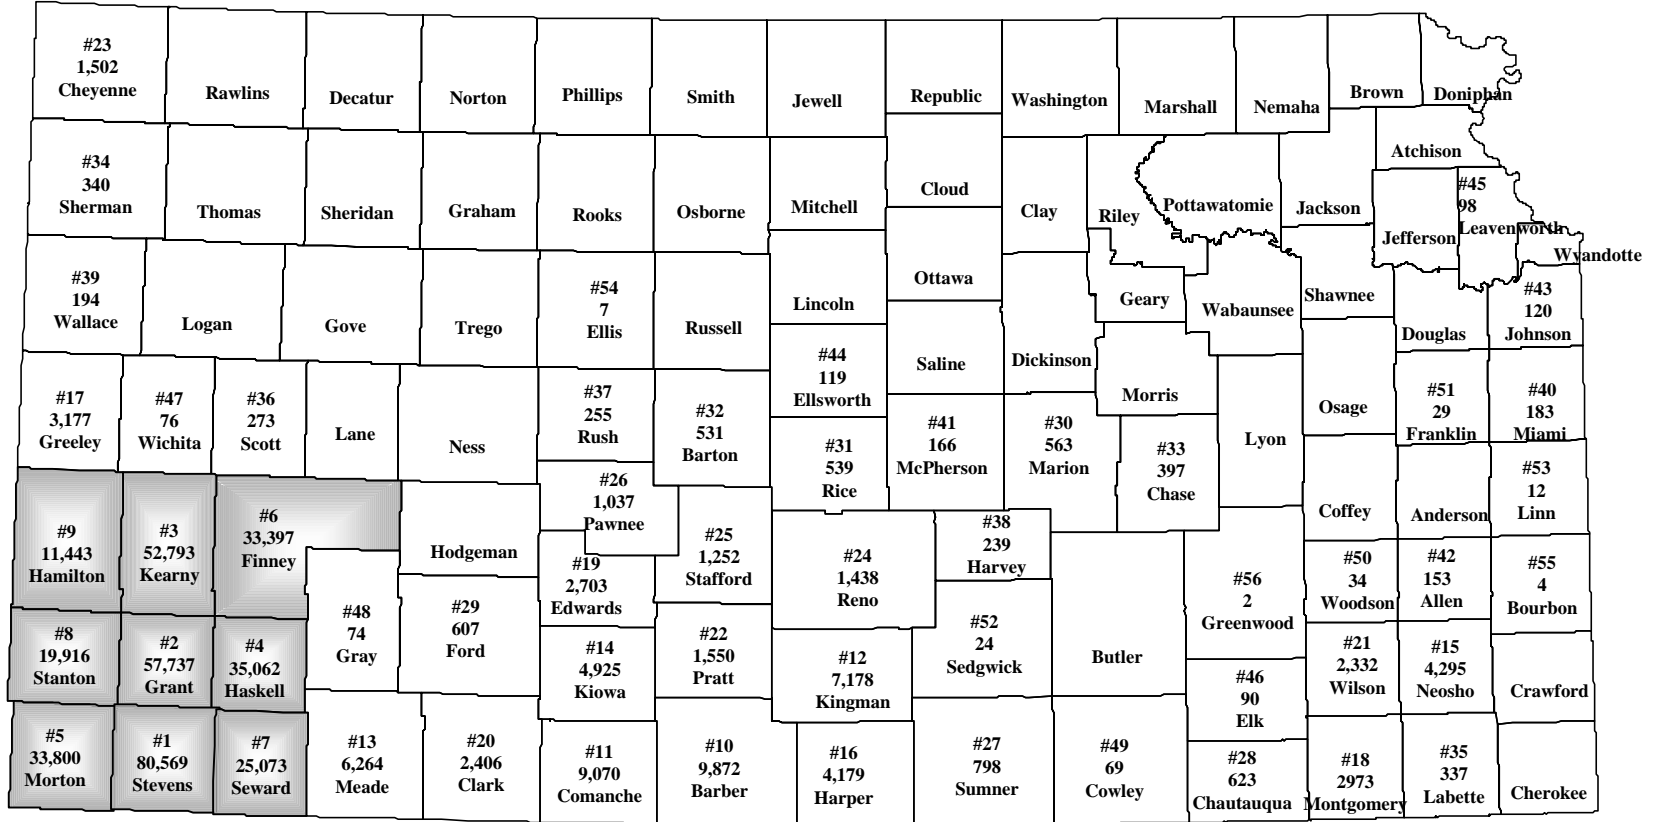 #23
1,502
Cheyenne
Rawlins
Decatur
Norton
Phillips
Smith
Jewell
Republic
Washington
Marshall
Nemaha
Brown
Doniphan
#34
340
Sherman
Thomas
Sheridan
Graham
Rooks
Osborne
Mitchell
Cloud
Clay
Riley
Pottawatomie
Jackson
Atchison
Jefferson
#45
98
Leavenworth
Wyandotte
#39
194
Wallace
Logan
Gove
Trego
#54
7
Ellis
Russell
Lincoln
Ottawa
Geary
Wabaunsee
Shawnee
Douglas
#43
120
Johnson
#17
3,177
Greeley
#47
76
Wichita
#36
273
Scott
Lane
Ness
#37
255
Rush
#32
531
Barton
#44
119
Ellsworth
Saline
Dickinson
Morris
Osage
#51
29
Franklin
#40
183
Miami
#31
539
Rice
#41
166
McPherson
#30
563
Marion
#33
397
Chase
Lyon
Coffey
Anderson
#53
12
Linn
#9
11,443
Hamilton
#3
52,793
Kearny
#6
33,397
Finney
Hodgeman
#26
1,037
Pawnee
#19
2,703
Edwards
#25
1,252
Stafford
#24
1,438
Reno
#38
239
Harvey
#56
2
Greenwood
#50
34
Woodson
#42
153
Allen
#55
4
Bourbon
#8
19,916
Stanton
#2
57,737
Grant
#4
35,062
Haskell
#48
74
Gray
#29
607
Ford
#14
4,925
Kiowa
#22
1,550
Pratt
#12
7,178
Kingman
#52
24
Sedgwick
Butler
#46
90
Elk
#21
2,332
Wilson
#15
4,295
Neosho
Crawford
#5
33,800
Morton
#1
80,569
Stevens
#7
25,073
Seward
#13
6,264
Meade
#20
2,406
Clark
#11
9,070
Comanche
#10
9,872
Barber
#16
4,179
Harper
#27
798
Sumner
#49
69
Cowley
#28
623
Chautauqua
#18
2973
Montgomery
#35
337
Labette
Cherokee